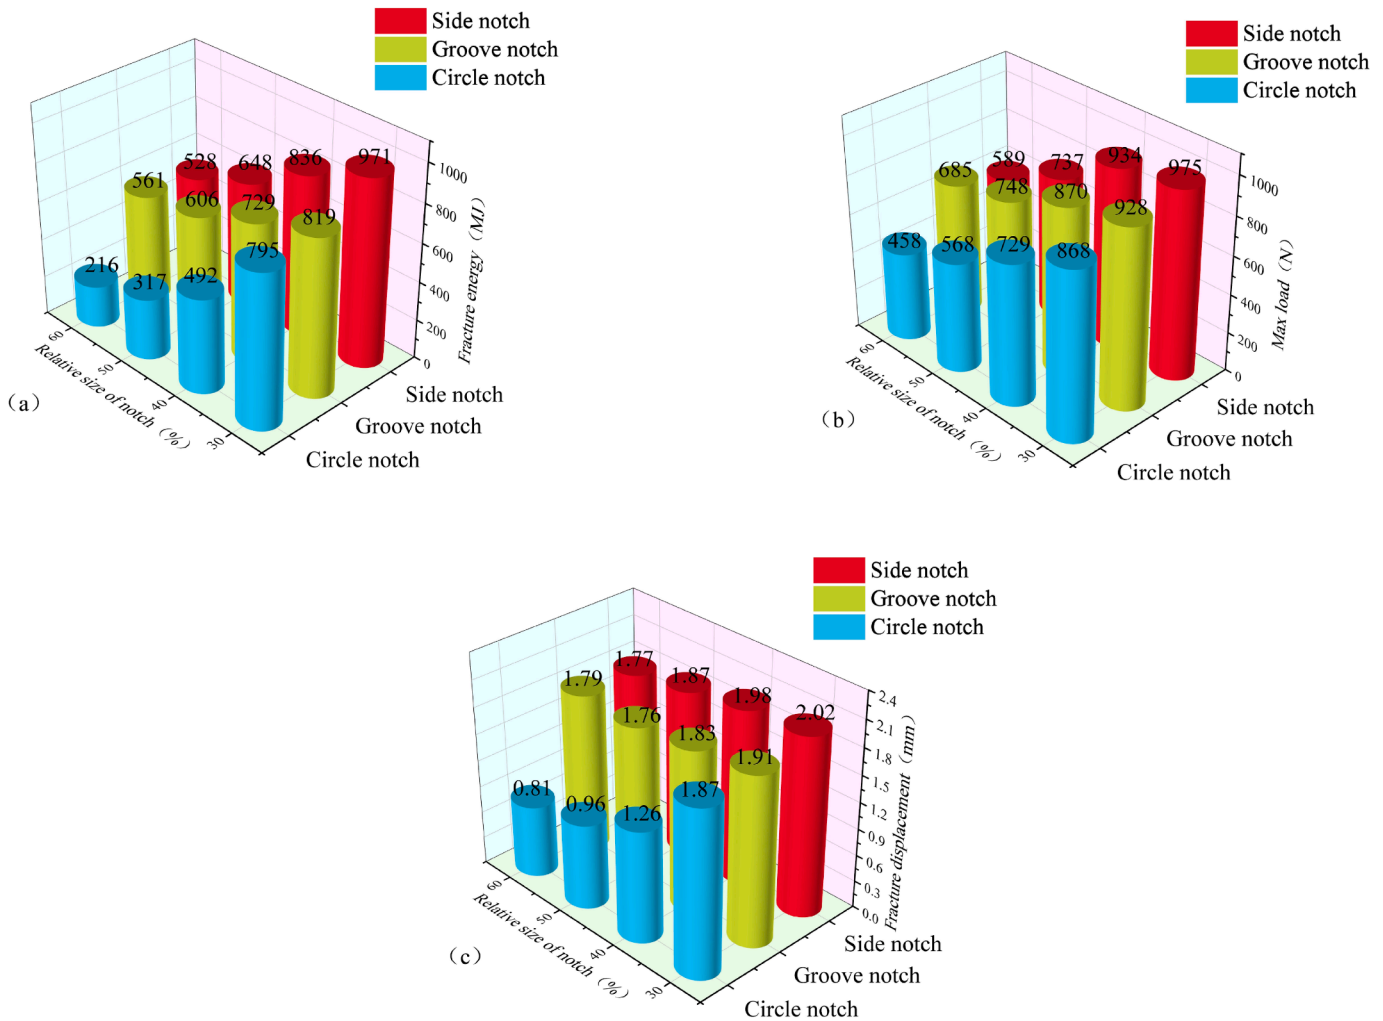 Side notch
Groove notch
Circle notch
528
648
836
971
561
606
729
819
216
317
492
795
1000
800
600
400
200
0
Fracture energy (MJ)
60
50
40
30
Relative size of notch (%)
Side notch
Groove notch
Circle notch
(a)
Side notch
Groove notch
Circle notch
589
737
934
975
685
748
870
928
458
568
729
868
1000
800
600
400
200
0
Max load (N)
60
50
40
30
Relative size of notch (%)
Side notch
Groove notch
Circle notch
(b)
Side notch
Groove notch
Circle notch
1.77
1.87
1.98
2.02
1.79
1.76
1.83
1.91
0.81
0.96
1.26
1.87
2.4
2.1
1.8
1.5
1.2
0.9
0.6
0.3
0.0
Fracture displacement (mm)
60
50
40
30
Relative size of notch (%)
Side notch
Groove notch
Circle notch
(c)